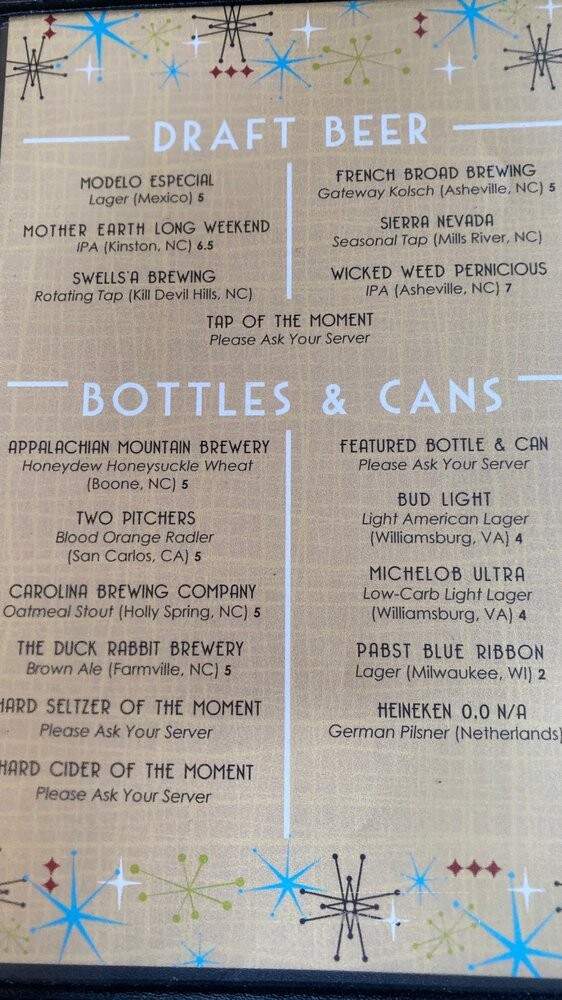 DRAFT BEER
MODELO ESPECIAL
Lager (Mexico) 5
MOTHER EARTH LONG WEEKEND
IPA (Kinston, NC) 6.5
SWELLS'A BREWING
Rotating Tap (Kill Devil Hills, NC)
FRENCH BROAD BREWING
Gateway Kolsch (Asheville, NC) 5
SIERRA NEVADA
Seasonal Tap (Mills River, NC)
WICKED WEED PERNICIOUS
IPA (Asheville, NC) 7
TAP OF THE MOMENT
Please Ask Your Server
BOTTLES & CANS
APPALACHIAN MOUNTAIN BREWERY
Honeydew Honeysuckle Wheat
(Boone, NC) 5
TWO PITCHERS
Blood Orange Radler
(San Carlos, CA) 5
CAROLINA BREWING COMPANY
Oatmeal Stout (Holly Spring, NC) 5
THE DUCK RABBIT BREWERY
Brown Ale (Farmville, NC) 5
HARD SELTZER OF THE MOMENT
Please Ask Your Server
HARD CIDER OF THE MOMENT
Please Ask Your Server
FEATURED BOTTLE & CAN
Please Ask Your Server
BUD LIGHT
Light American Lager
(Williamsburg, VA) 4
MICHELOB ULTRA
Low-Carb Light Lager
(Williamsburg, VA) 4
PABST BLUE RIBBON
Lager (Milwaukee, WI) 2
HEINEKEN 0.0 N/A
German Pilsner (Netherlands)